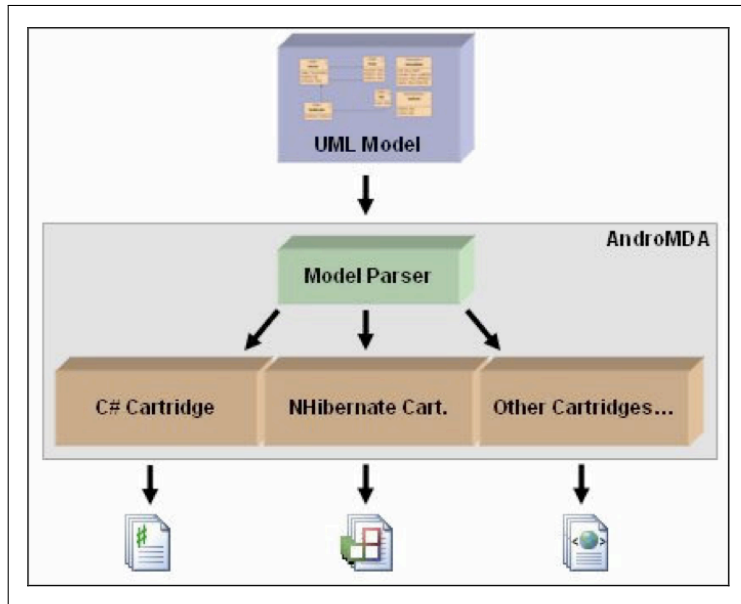 UML Model
AndroMDA
Model Parser
C# Cartridge
NHibernate Cart.
Other Cartridges...
#
< >